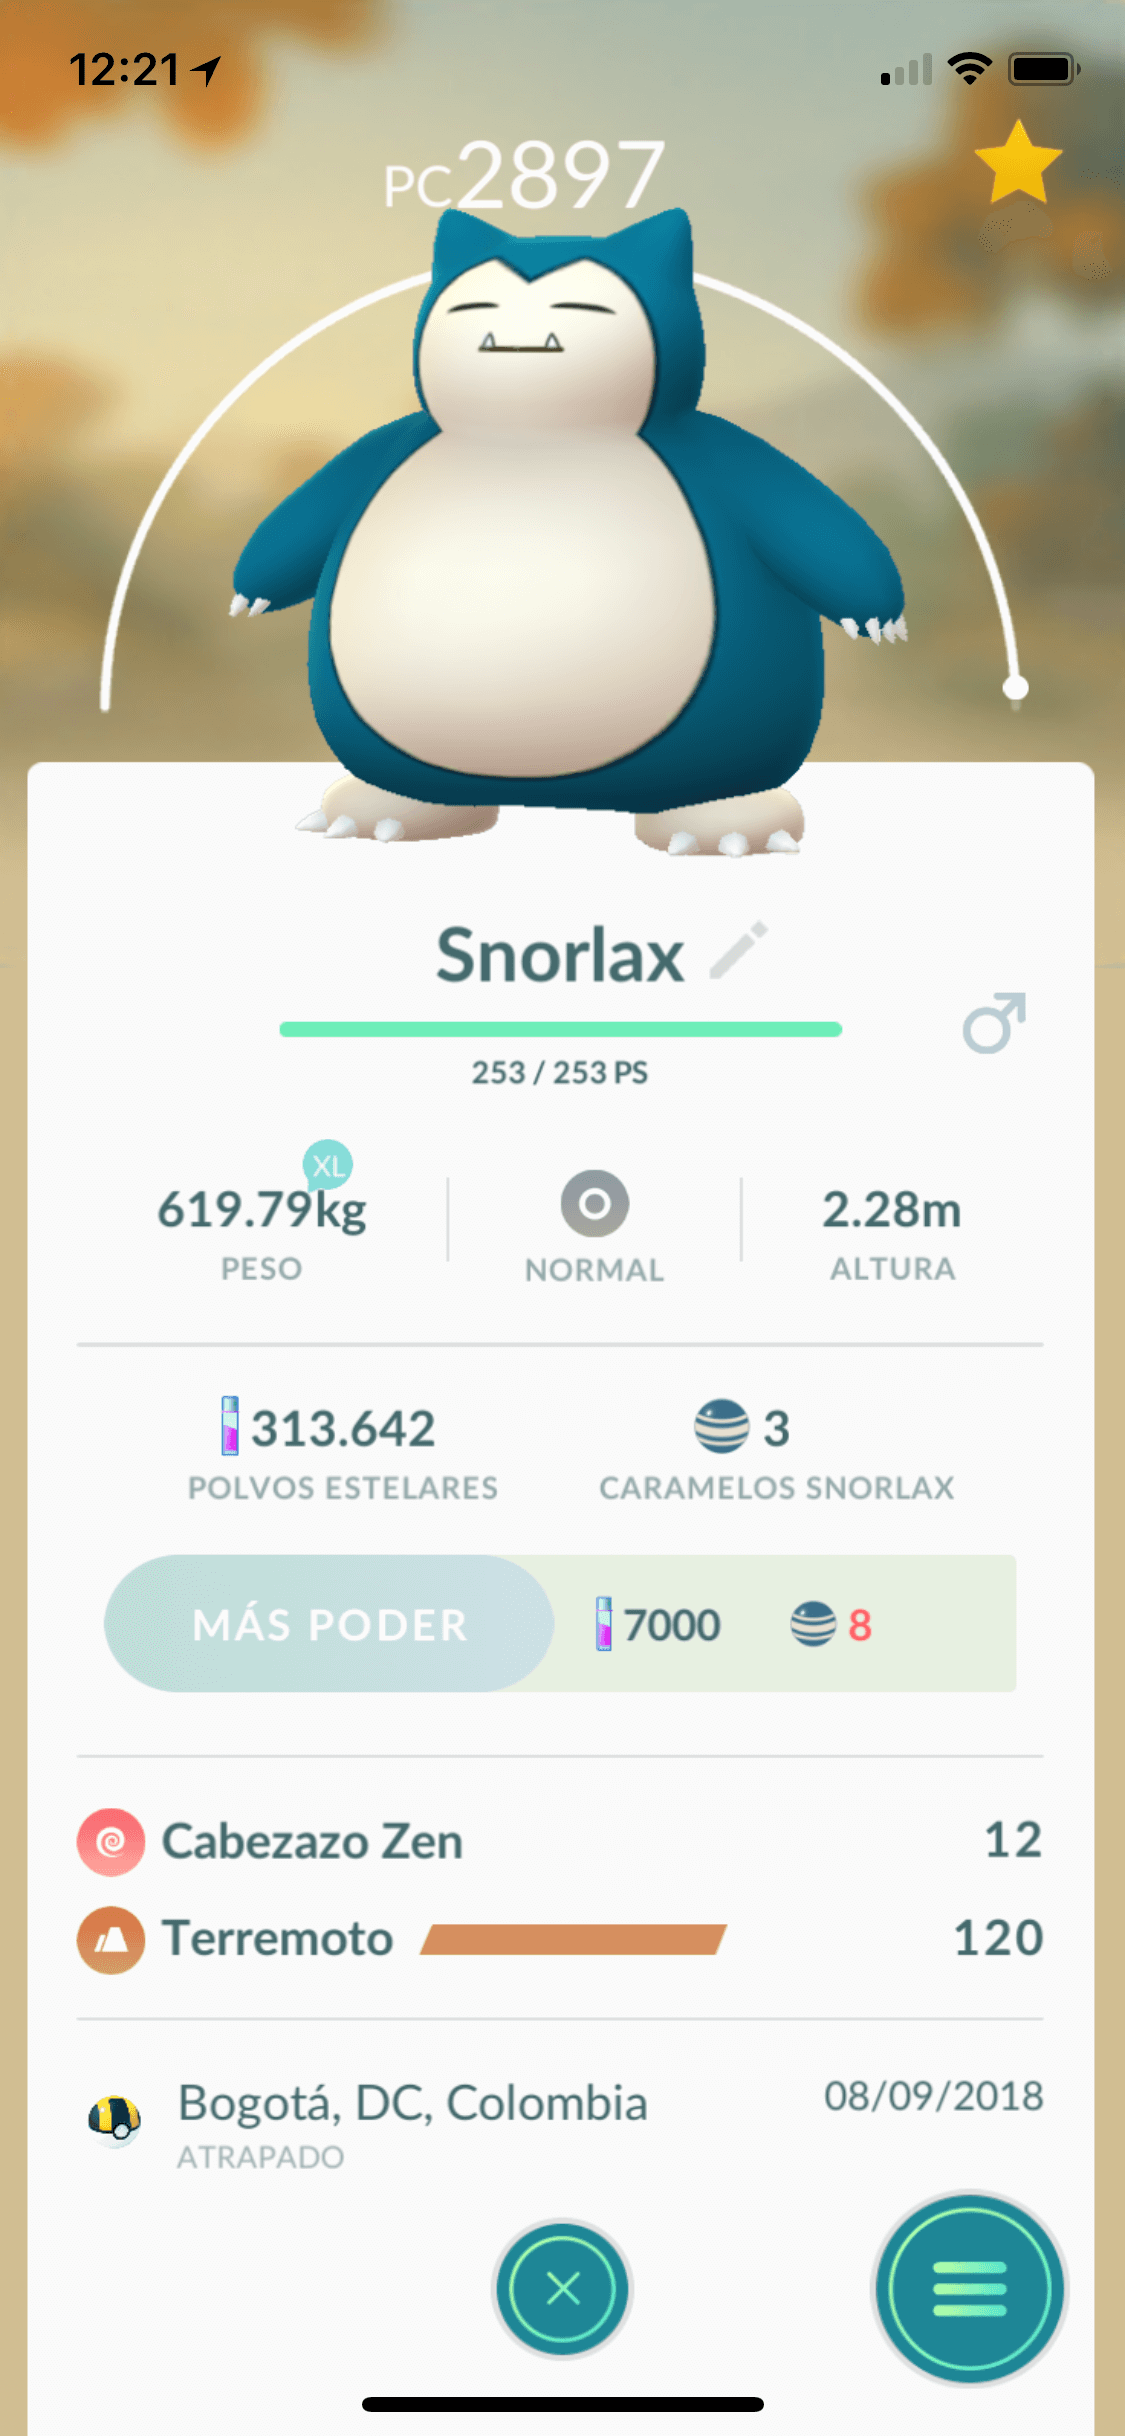 12:21
PC2897
Snorlax
253 / 253 PS
XL
619.79kg
PESO
NORMAL
2.28m
ALTURA
313.642
POLVOS ESTELARES
3
CARAMELOS SNORLAX
MÁS PODER
7000
8
Cabezazo Zen
12
Terremoto
120
Bogotá, DC, Colombia
08/09/2018
ATRAPADO